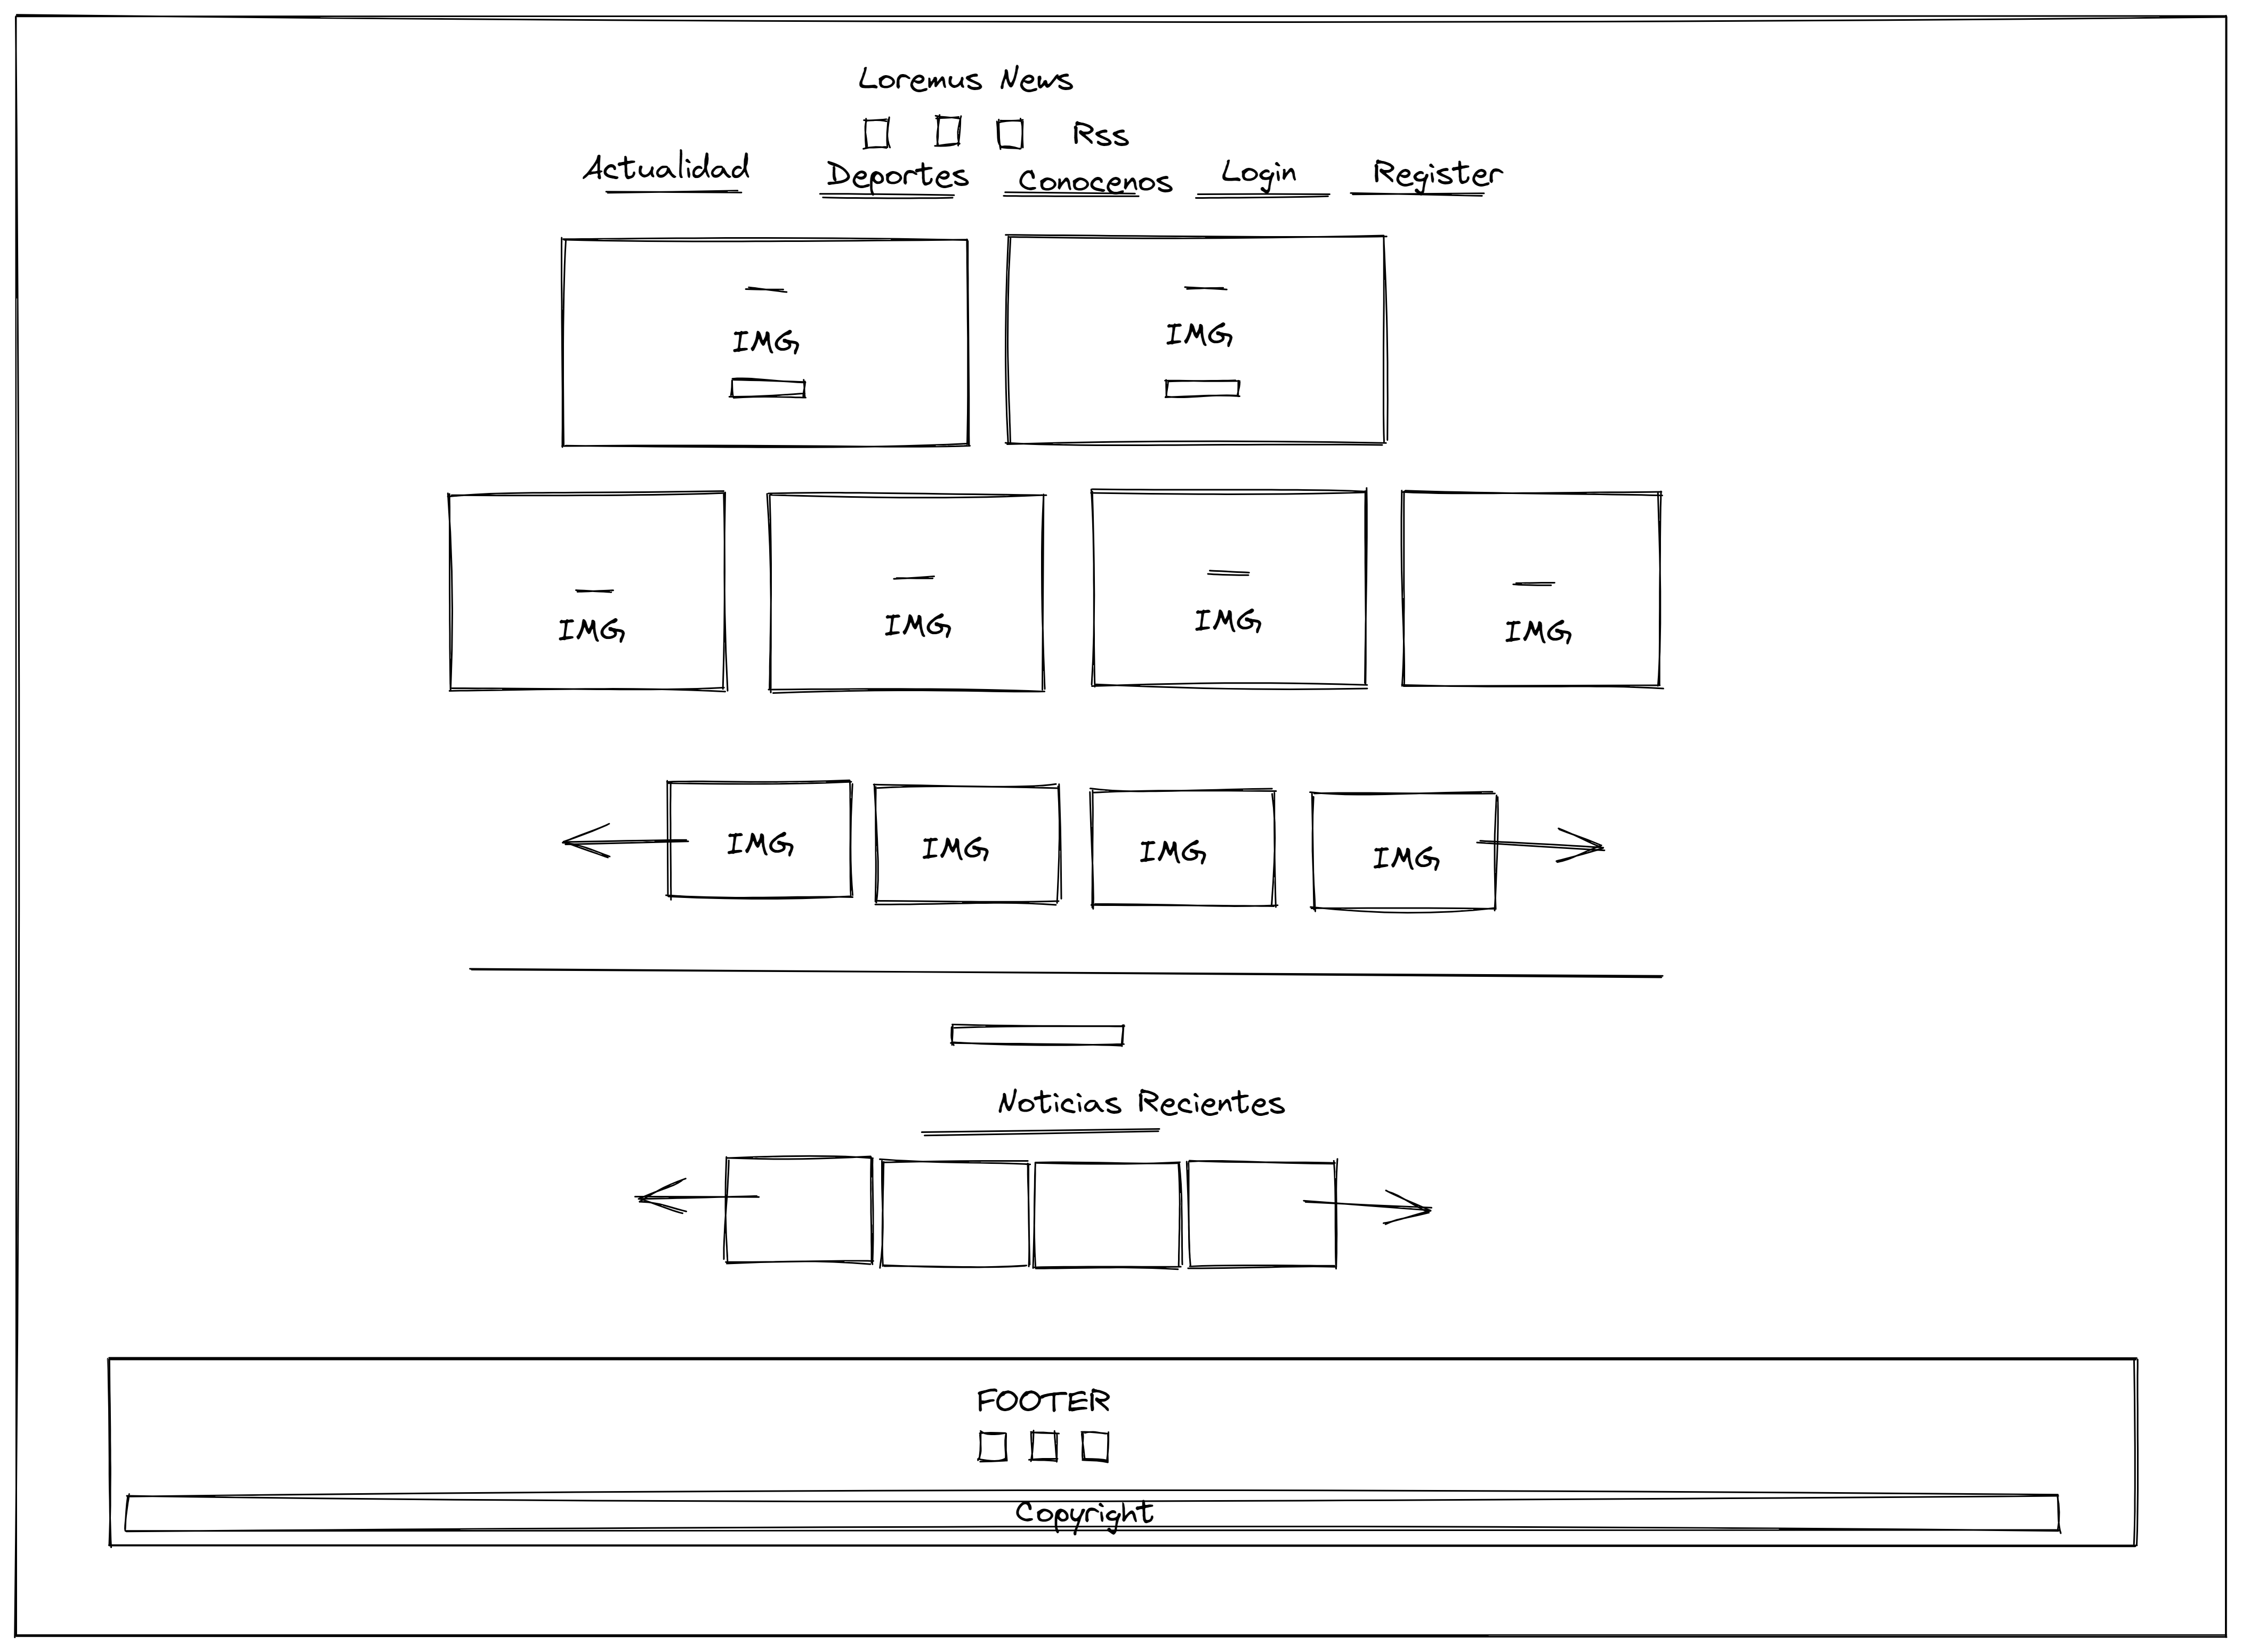 Loremus News
Rss
Actualidad Deportes Conocenos Login Register
IMG IMG
IMG IMG IMG IMG
IMG IMG IMG IMG
Noticias Recientes
FOOTER
Copyright